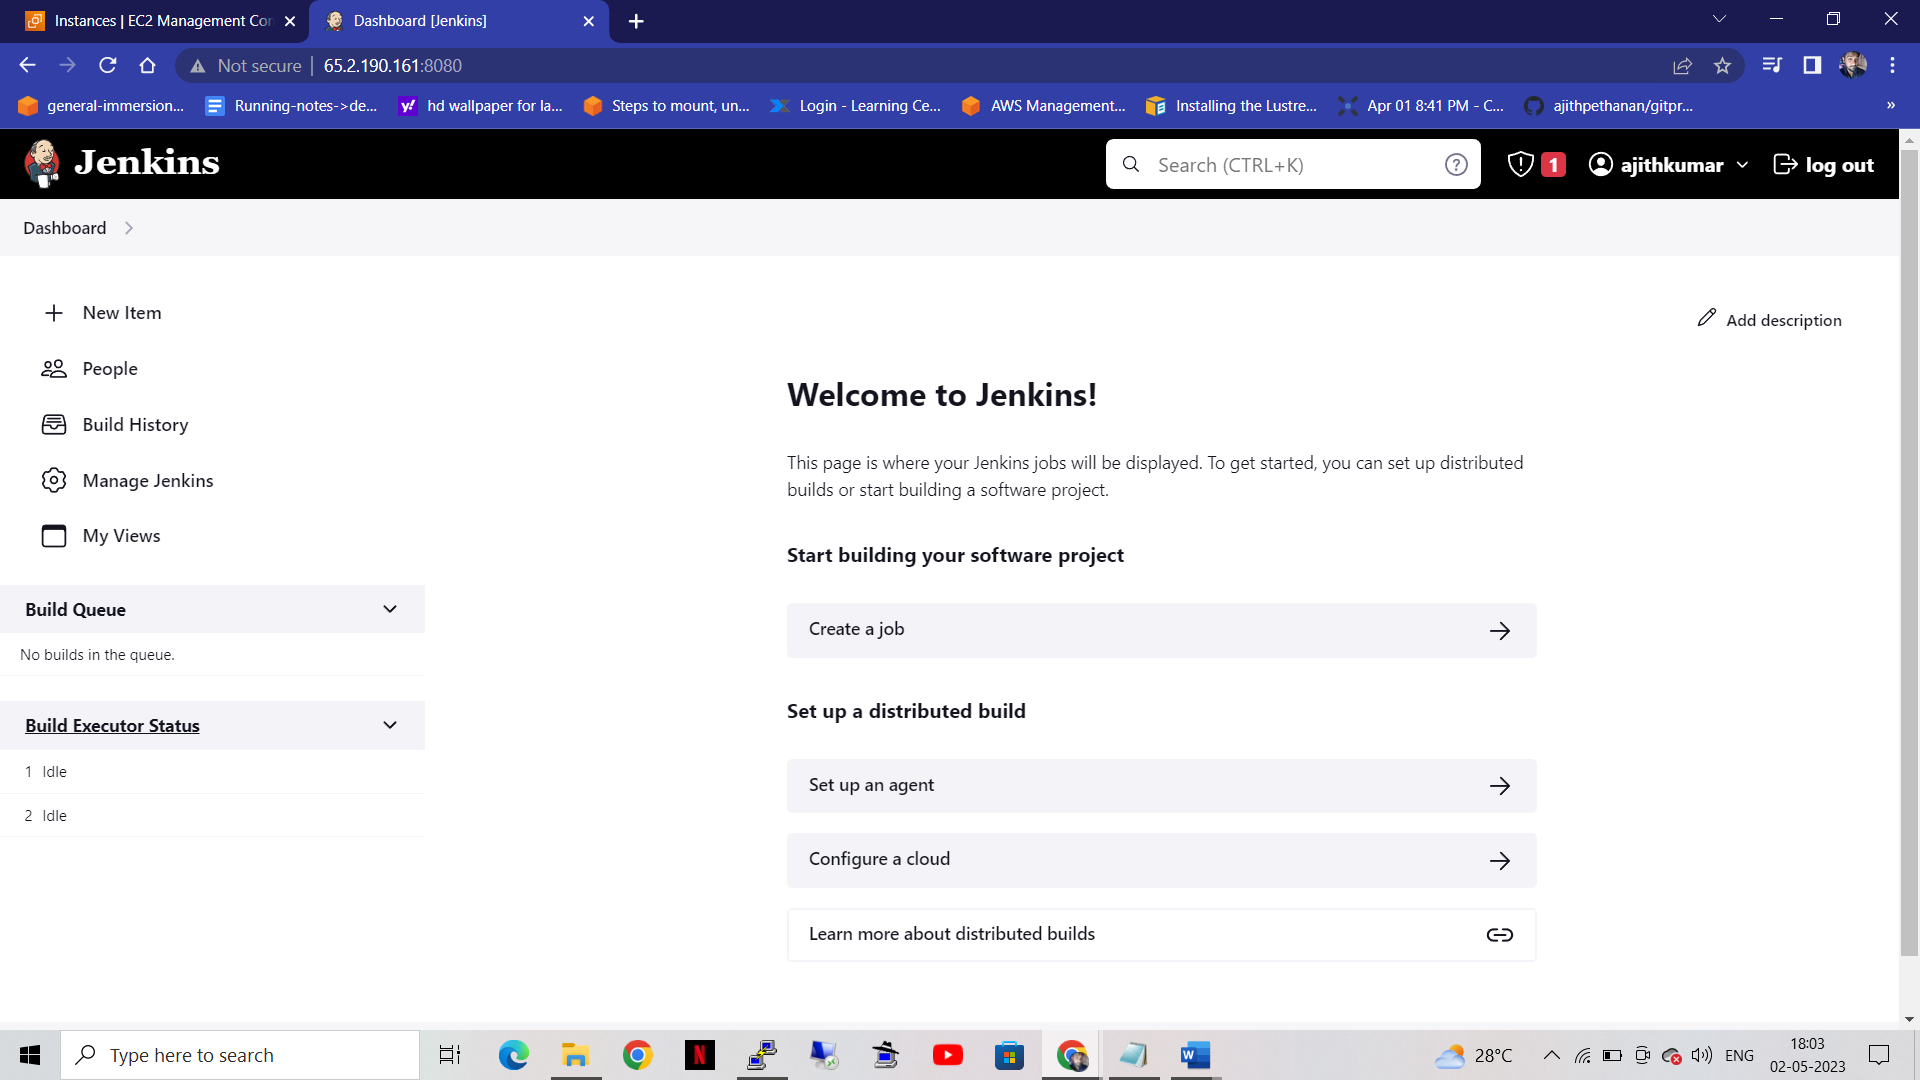 Instances | EC2 Management Con
Dashboard [Jenkins]
Not secure
65.2.190.161:8080
general-immersion...
Running-notes->de...
hd wallpaper for la...
Steps to mount, un...
Login - Learning Ce...
AWS Management...
Installing the Lustre...
Apr 01 8:41 PM - C...
ajithpethanan/gitpr...
»
Jenkins
Search (CTRL+K)
1
ajithkumar
log out
Dashboard
New Item
People
Build History
Manage Jenkins
My Views
Build Queue
No builds in the queue.
Build Executor Status
1 Idle
2 Idle
Add description
Welcome to Jenkins!
This page is where your Jenkins jobs will be displayed. To get started, you can set up distributed
builds or start building a software project.
Start building your software project
Create a job
Set up a distributed build
Set up an agent
Configure a cloud
Learn more about distributed builds
Type here to search
28°C
ENG
18:03
02-05-2023